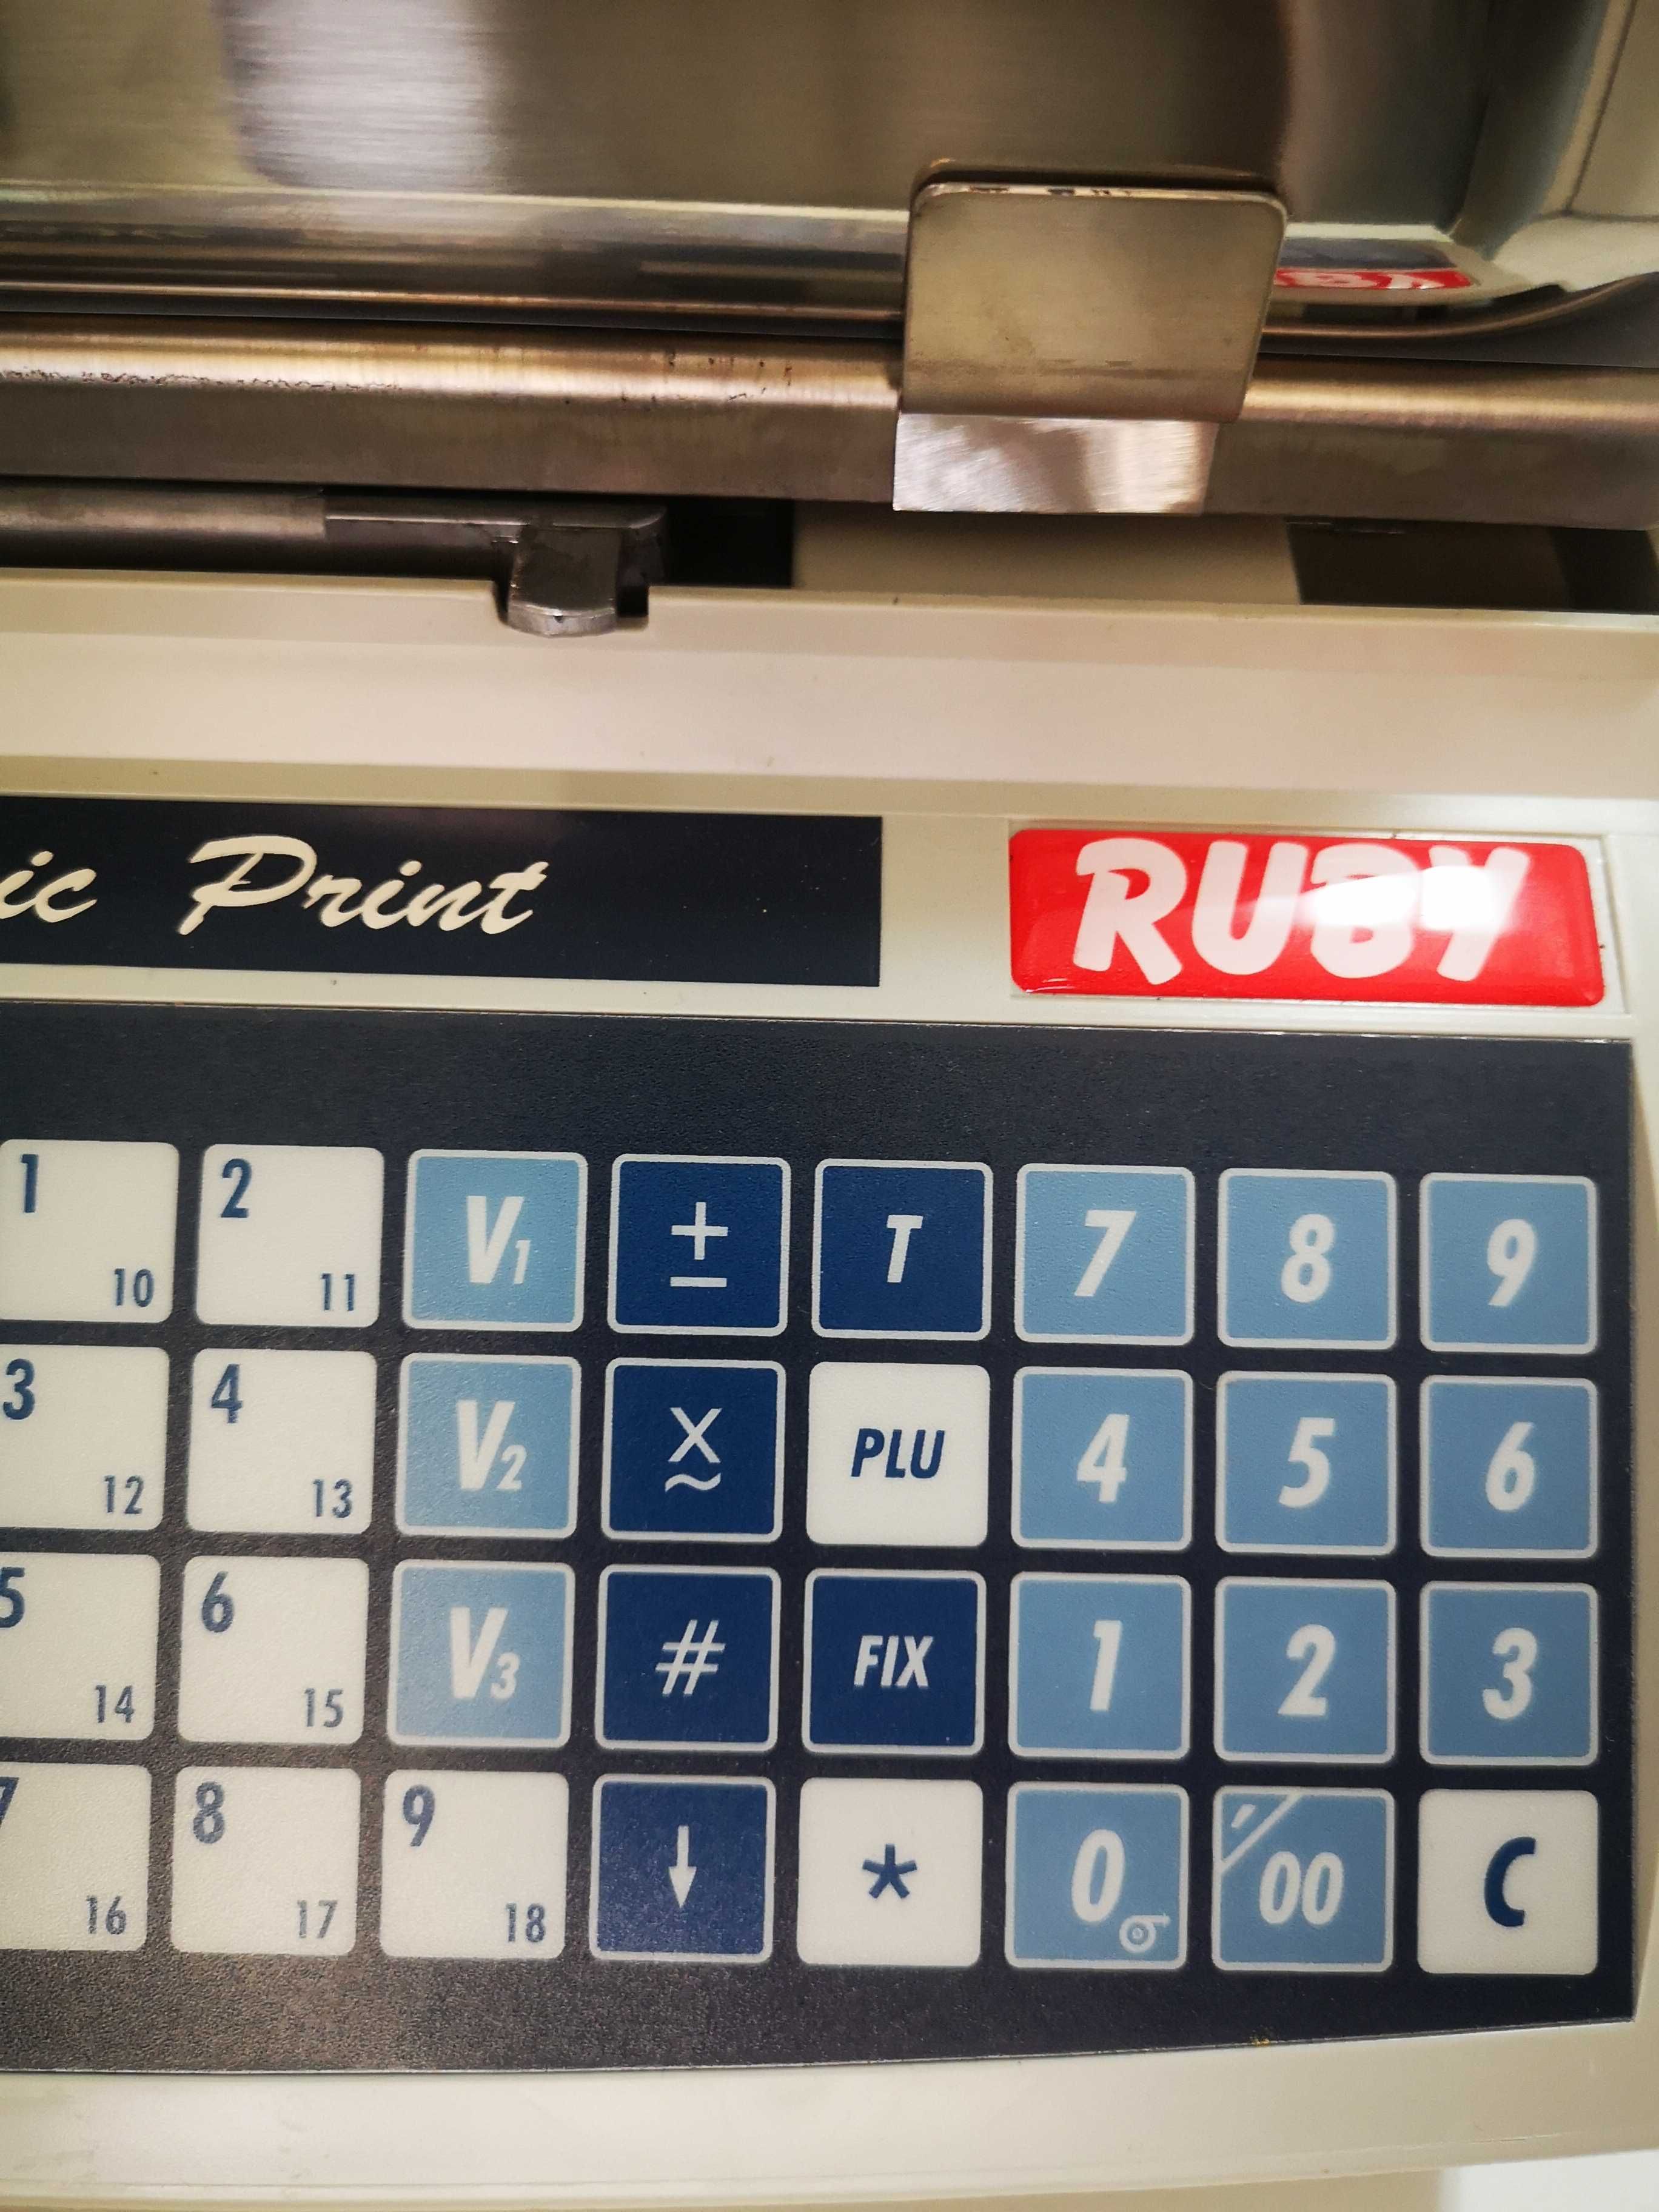 ic Print
RUBY
1 10 2 11 V1 ± T 7 8 9
3 12 4 13 V2 X ~ PLU 4 5 6
5 14 6 15 V3 # FIX 1 2 3
7 16 8 17 9 18 ↓ * 0 ' 00 C